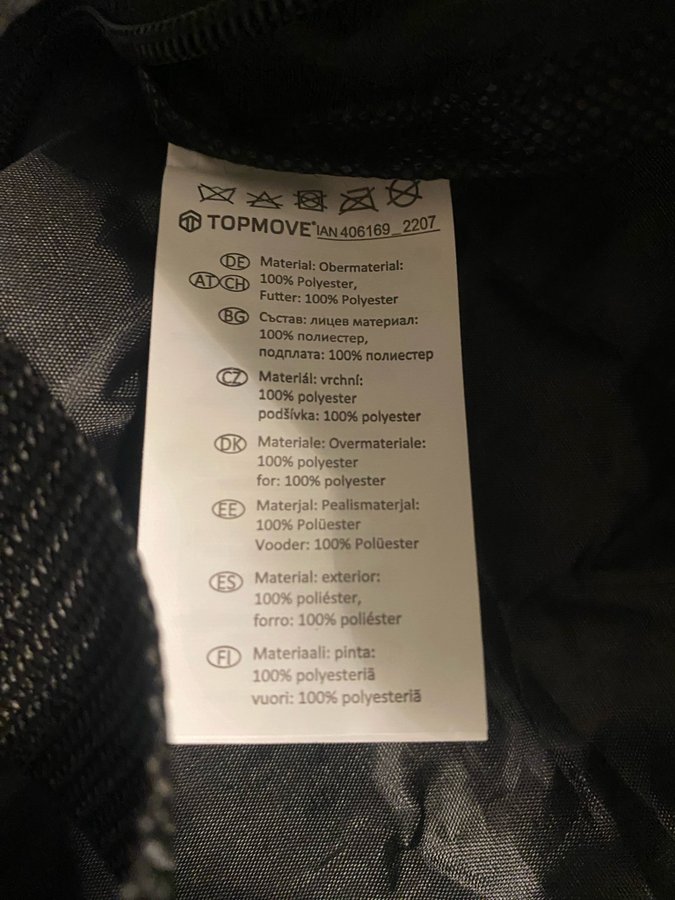 TOPMOVE® IAN 406169_2207
DE AT CH Material: Obermaterial:
100% Polyester,
Futter: 100% Polyester
BG Състав: лицев материал:
100% полиестер,
подплата: 100% полиестер
CZ Materiál: vrchní:
100% polyester
podšívka: 100% polyester
DK Materiale: Overmateriale:
100% polyester
for: 100% polyester
EE Materjal: Pealismaterjal:
100% Polüester
Vooder: 100% Polüester
ES Material: exterior:
100% poliéster,
forro: 100% poliéster
FI Materiaali: pinta:
100% polyesteriä
vuori: 100% polyesteriä